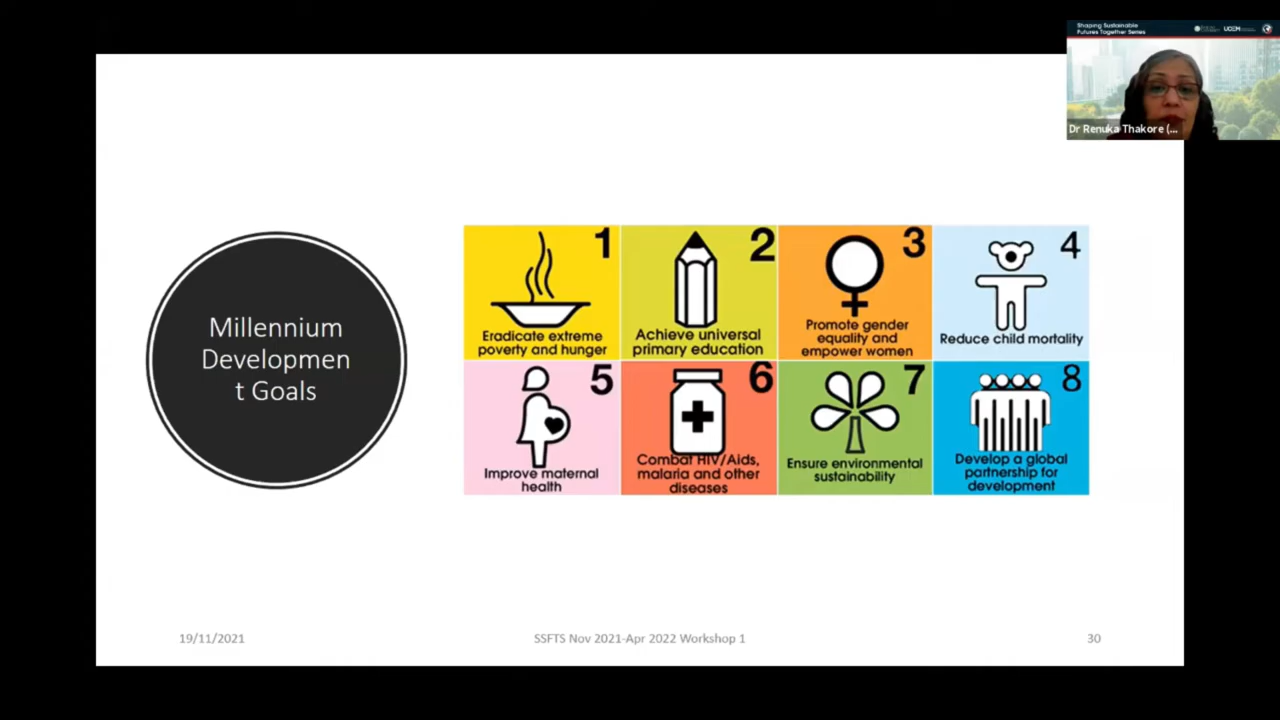 Shaping Sustainable
Futures Together Series
UCEM
Dr Renuka Thakore (...
Millennium
Developmen
t Goals
1
Eradicate extreme
poverty and hunger
2
Achieve universal
primary education
3
Promote gender
equality and
empower women
4
Reduce child mortality
5
Improve maternal
health
6
Combat HIV/Aids,
malaria and other
diseases
7
Ensure environmental
sustainability
8
Develop a global
partnership for
development
19/11/2021
SSFTS Nov 2021-Apr 2022 Workshop 1
30